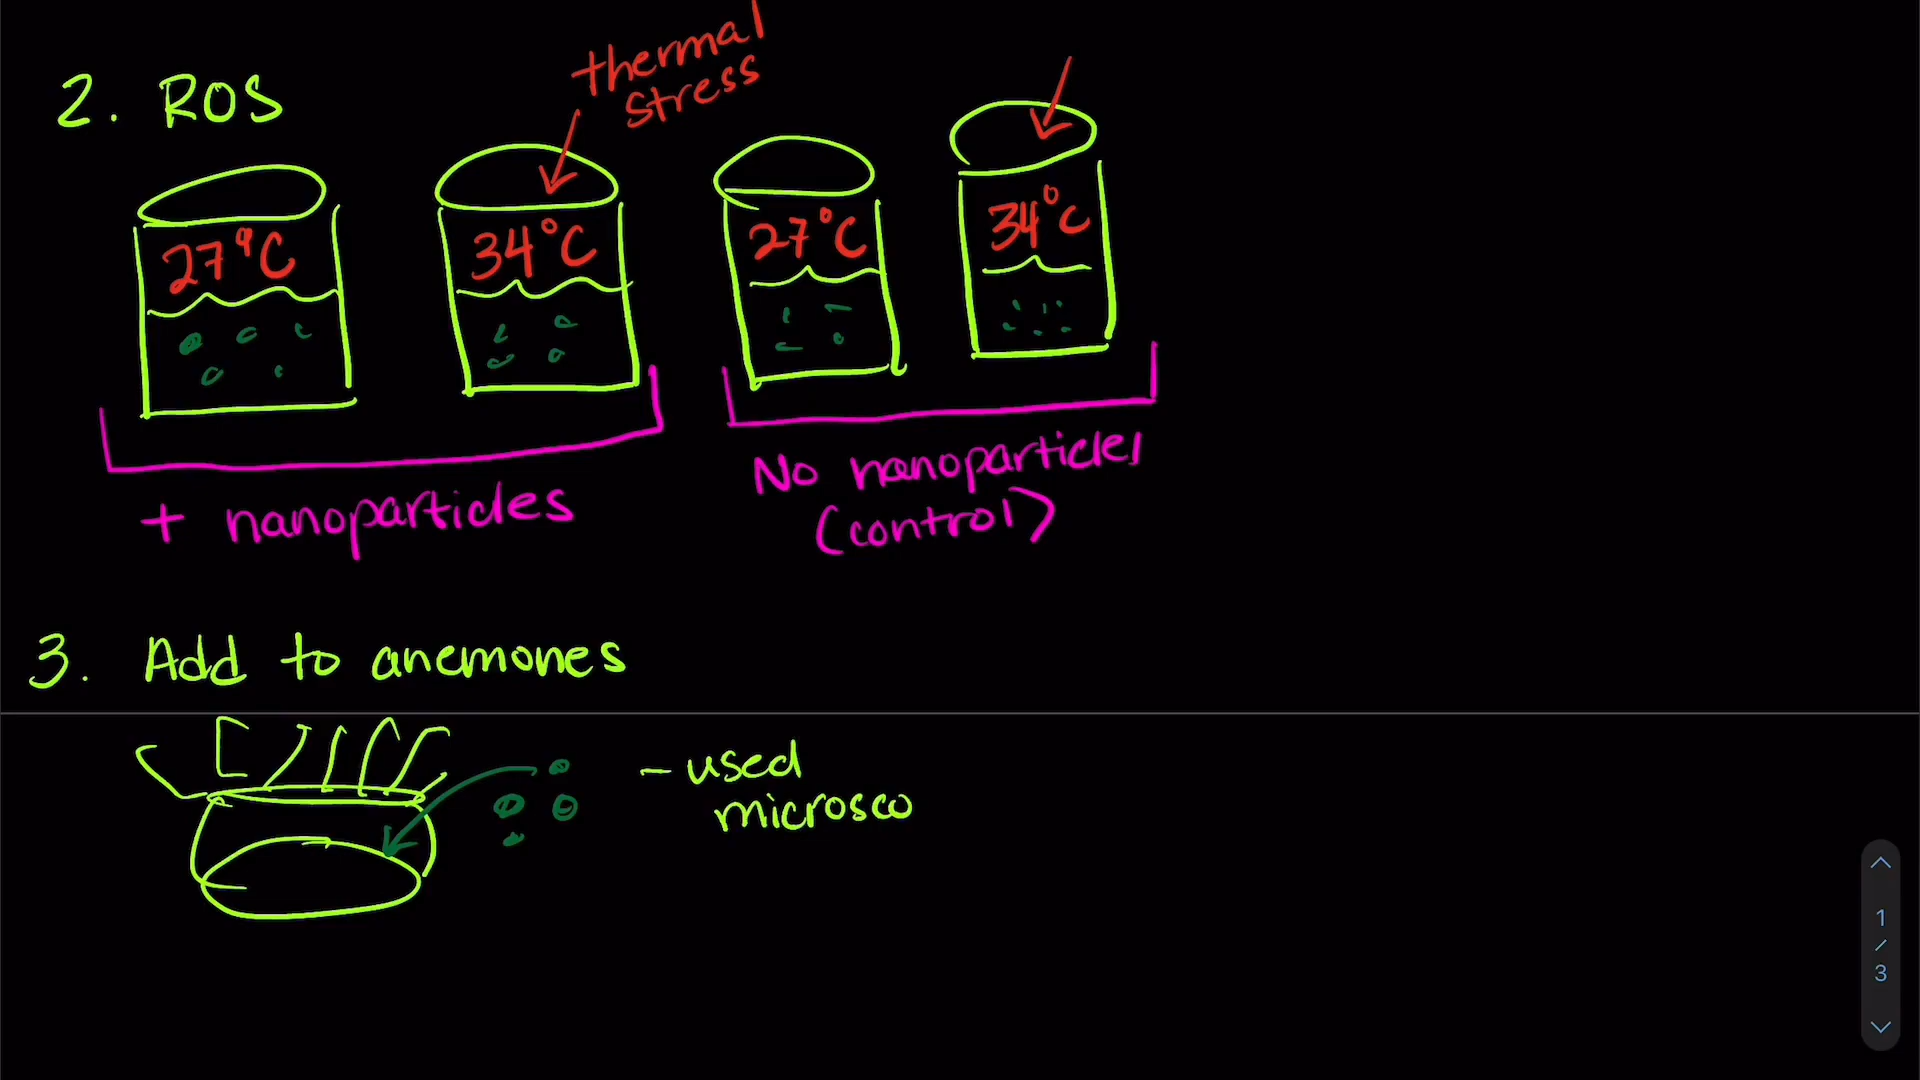 thermal
stress
2. ROS
27°C
34°C
27°C
34°C
+ nanoparticles
No nanoparticles
(control)
3. Add to anemones
- used
microsco
1
/
3